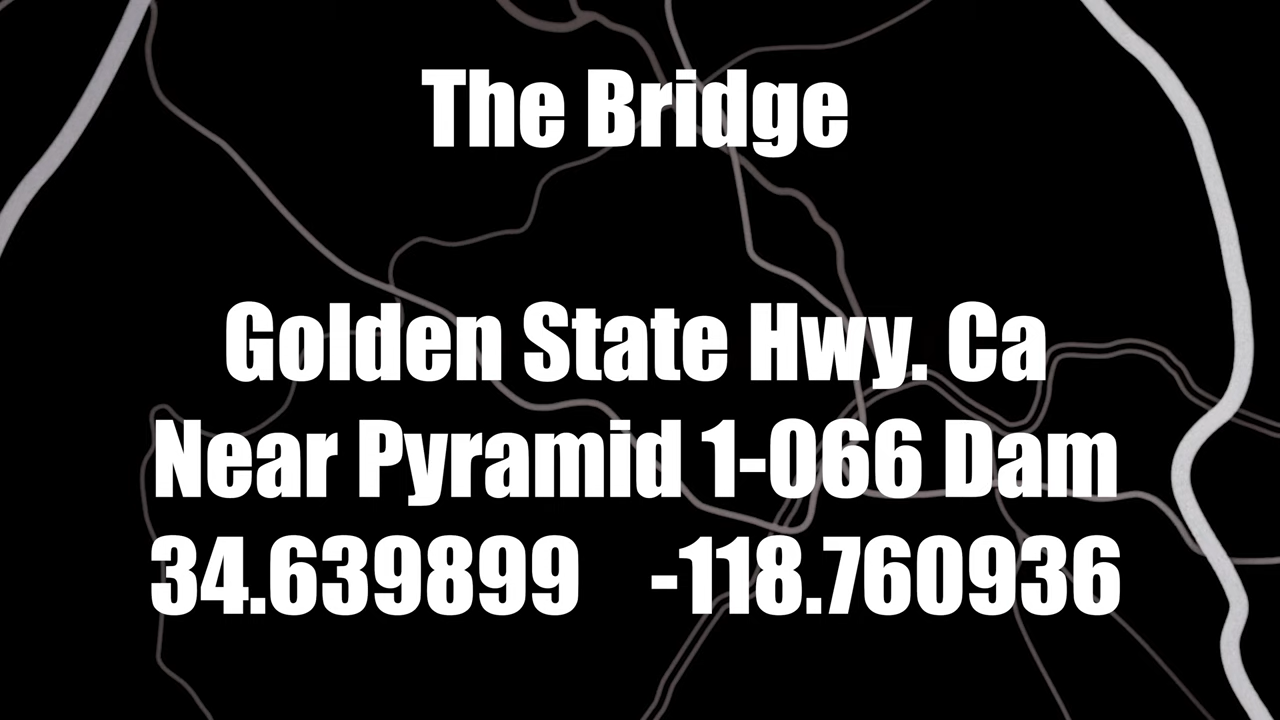 The Bridge
Golden State Hwy. Ca
Near Pyramid 1-066 Dam
34.639899 -118.760936